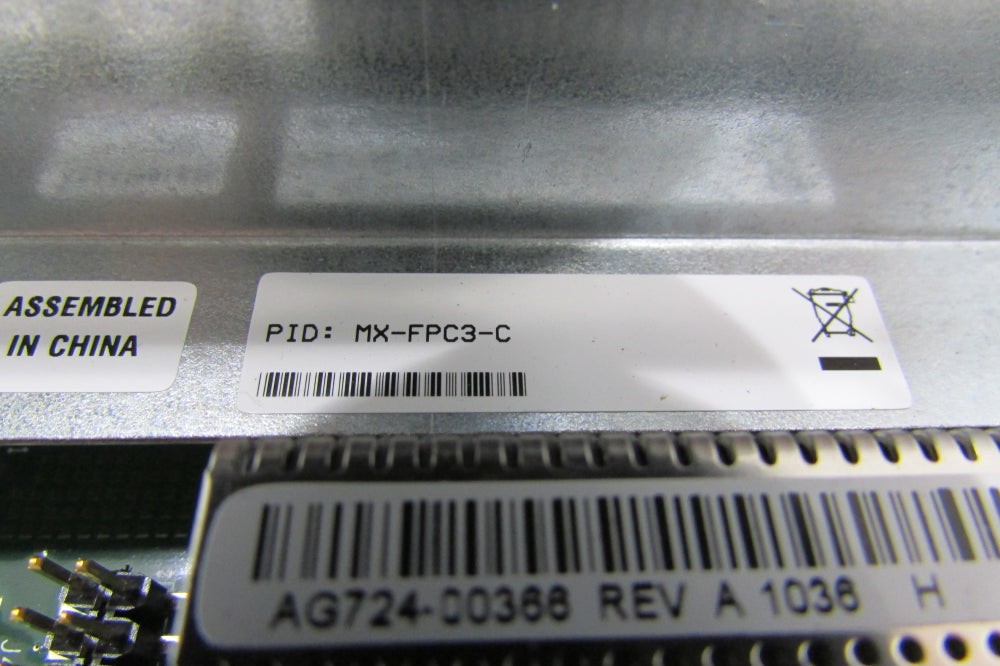 ASSEMBLED
IN CHINA
PID: MX-FPC3-C
AG724-00366 REV A 1036 H